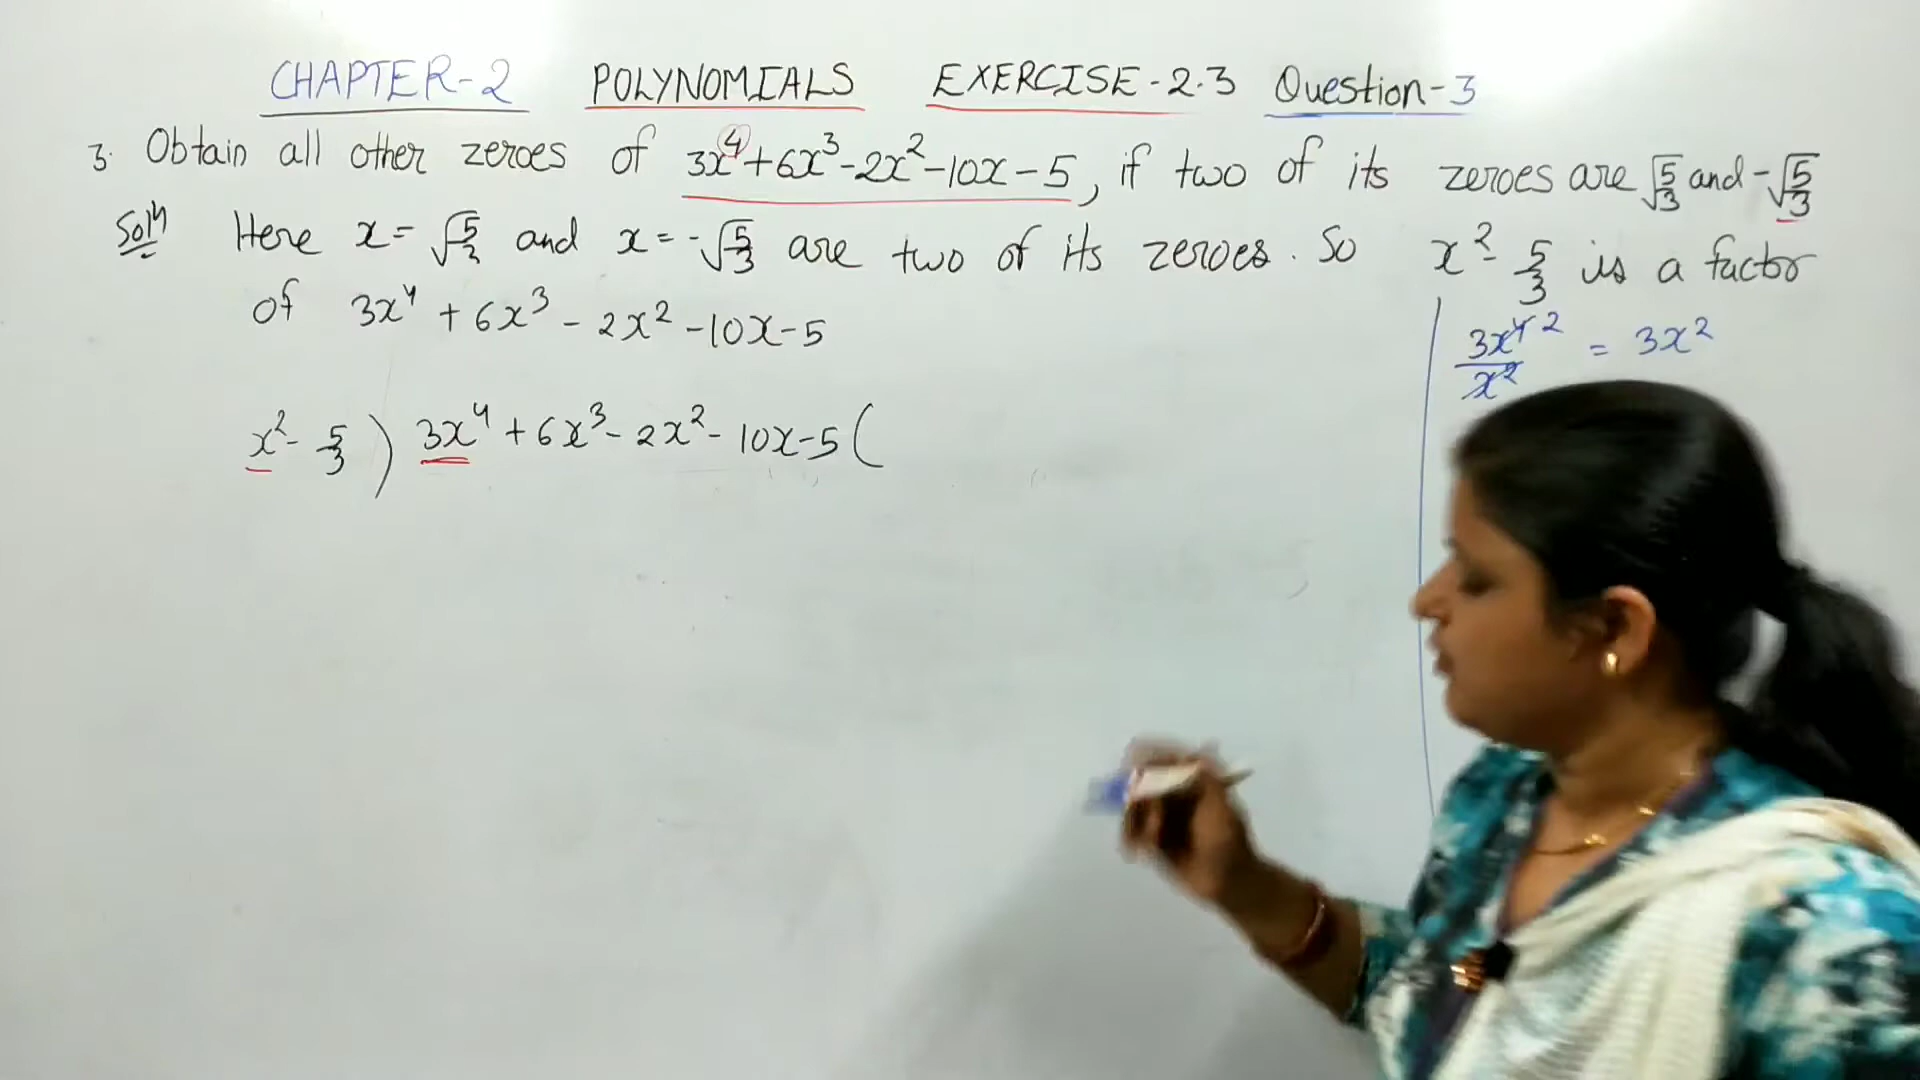 CHAPTER-2 POLYNOMIALS EXERCISE-2.3 Question-3
3. Obtain all other zeroes of 3x⁴+6x³-2x²-10x-5, if two of its zeroes are √5/3 and -√5/3
Solⁿ Here x=√5/3 and x=-√5/3 are two of its zeroes. So x²-5/3 is a factor
of 3x⁴+6x³-2x²-10x-5
3x⁴²/x² = 3x²
x²-5/3 ) 3x⁴+6x³-2x²-10x-5 (